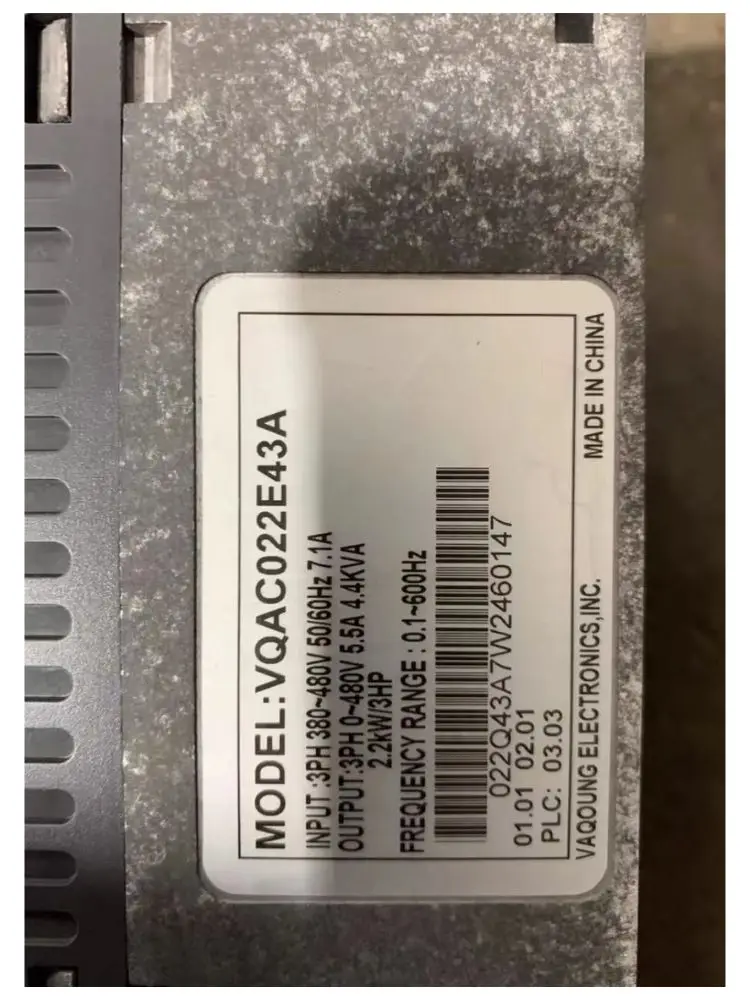 MODEL:VQAC022E43A
INPUT :3PH 380~480V 50/60Hz 7.1A
OUTPUT:3PH 0~480V 5.5A 4.4KVA
2.2kW/3HP
FREQUENCY RANGE : 0.1~600Hz
022Q43A7W2460147
01.01 02.01
PLC: 03.03
VAQOUNG ELECTRONICS,INC. MADE IN CHINA